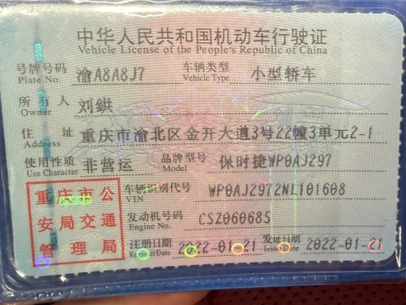 中华人民共和国机动车行驶证
Vehicle License of the People's Republic of China
号牌号码 渝A8A8J7 车辆类型 小型轿车
Plate No. Vehicle Type
所有人 刘鉷
Owner
住址 重庆市渝北区金开大道3号22幢3单元2-1
Address
使用性质 非营运 品牌型号 保时捷WP0AJ297
Use Character Model
重庆市公 车辆识别代号 WP0AJ2972NL101608
VIN
安局交通 发动机号码 CSZ060685
Engine No.
管理局 注册日期 2022-01-21 发证日期 2022-01-21
Register Date Issue Date